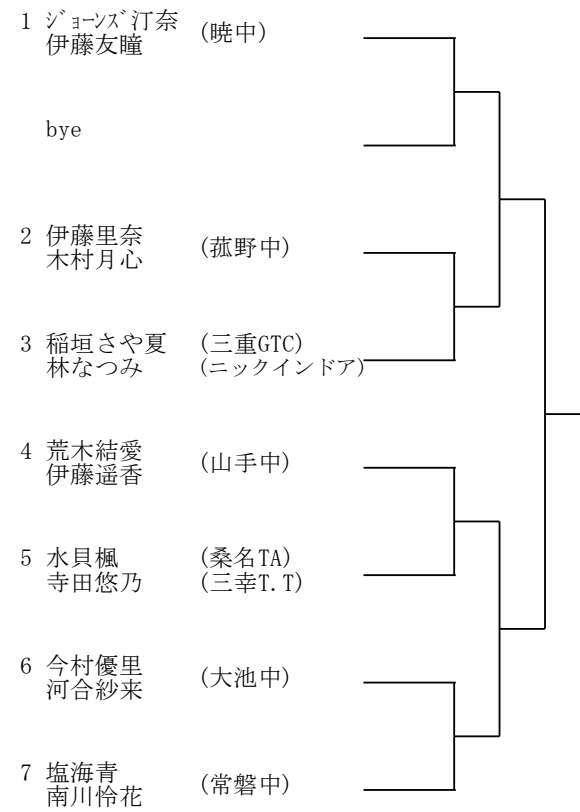 1 ｼﾞｮｰﾝｽﾞ汀奈 (暁中)
伊藤友瞳
bye
2 伊藤里奈 (菰野中)
木村月心
3 稲垣さや夏 (三重GTC)
林なつみ (ニックインドア)
4 荒木結愛 (山手中)
伊藤遥香
5 水貝楓 (桑名TA)
寺田悠乃 (三幸T.T)
6 今村優里 (大池中)
河合紗来
7 塩海青 (常磐中)
南川怜花